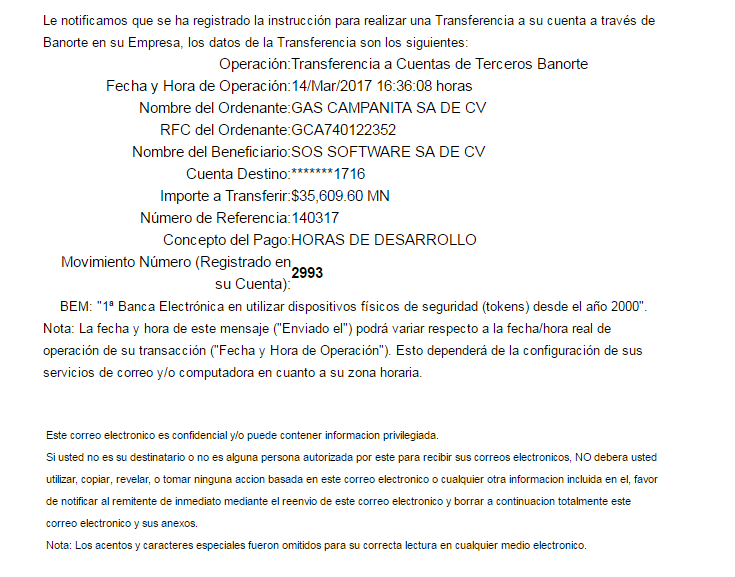 Le notificamos que se ha registrado la instrucción para realizar una Transferencia a su cuenta a través de
Banorte en su Empresa, los datos de la Transferencia son los siguientes:
Operación:Transferencia a Cuentas de Terceros Banorte
Fecha y Hora de Operación:14/Mar/2017 16:36:08 horas
Nombre del Ordenante:GAS CAMPANITA SA DE CV
RFC del Ordenante:GCA740122352
Nombre del Beneficiario:SOS SOFTWARE SA DE CV
Cuenta Destino:*******1716
Importe a Transferir:$35,609.60 MN
Número de Referencia:140317
Concepto del Pago:HORAS DE DESARROLLO
Movimiento Número (Registrado en
su Cuenta):2993
BEM: "1ª Banca Electrónica en utilizar dispositivos físicos de seguridad (tokens) desde el año 2000".
Nota: La fecha y hora de este mensaje ("Enviado el") podrá variar respecto a la fecha/hora real de
operación de su transacción ("Fecha y Hora de Operación"). Esto dependerá de la configuración de sus
servicios de correo y/o computadora en cuanto a su zona horaria.
Este correo electronico es confidencial y/o puede contener informacion privilegiada.
Si usted no es su destinatario o no es alguna persona autorizada por este para recibir sus correos electronicos, NO debera usted
utilizar, copiar, revelar, o tomar ninguna accion basada en este correo electronico o cualquier otra informacion incluida en el, favor
de notificar al remitente de inmediato mediante el reenvio de este correo electronico y borrar a continuacion totalmente este
correo electronico y sus anexos.
Nota: Los acentos y caracteres especiales fueron omitidos para su correcta lectura en cualquier medio electronico.